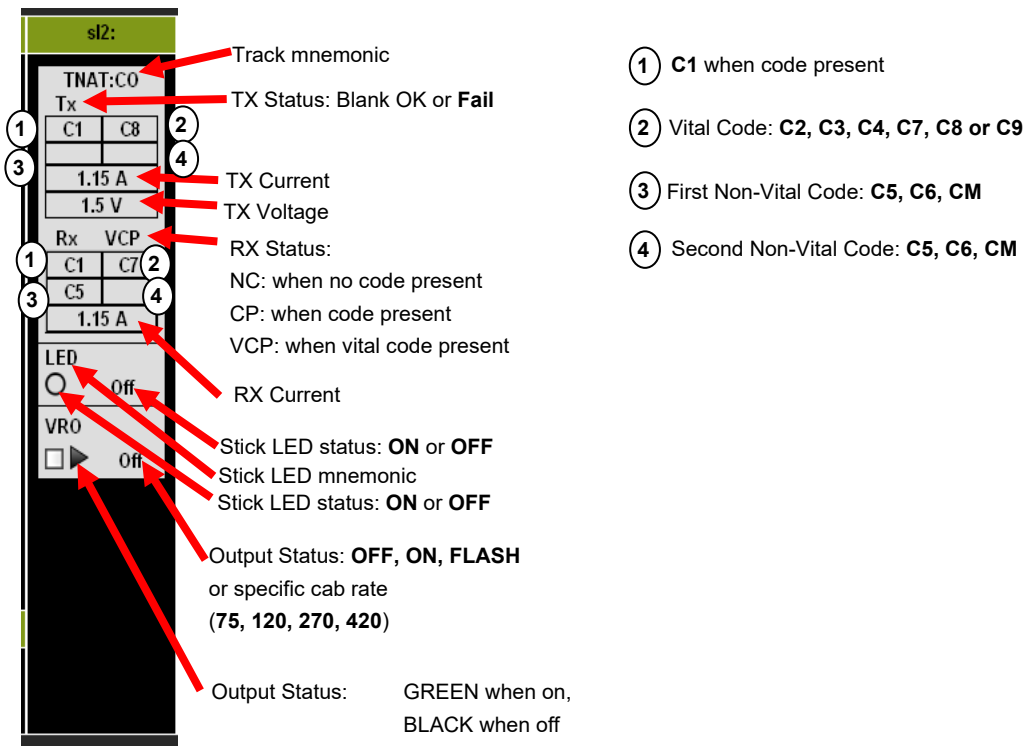 sl2:
TNAT:CO
Tx
1 C1 C8 2
3 4
1.15 A
1.5 V
Rx VCP
1 C1 C7 2
3 C5 4
1.15 A
LED
Off
VRO
Off
Track mnemonic
TX Status: Blank OK or Fail
TX Current
TX Voltage
RX Status:
NC: when no code present
CP: when code present
VCP: when vital code present
RX Current
Stick LED status: ON or OFF
Stick LED mnemonic
Stick LED status: ON or OFF
Output Status: OFF, ON, FLASH
or specific cab rate
(75, 120, 270, 420)
Output Status: GREEN when on,
BLACK when off
1 C1 when code present
2 Vital Code: C2, C3, C4, C7, C8 or C9
3 First Non-Vital Code: C5, C6, CM
4 Second Non-Vital Code: C5, C6, CM